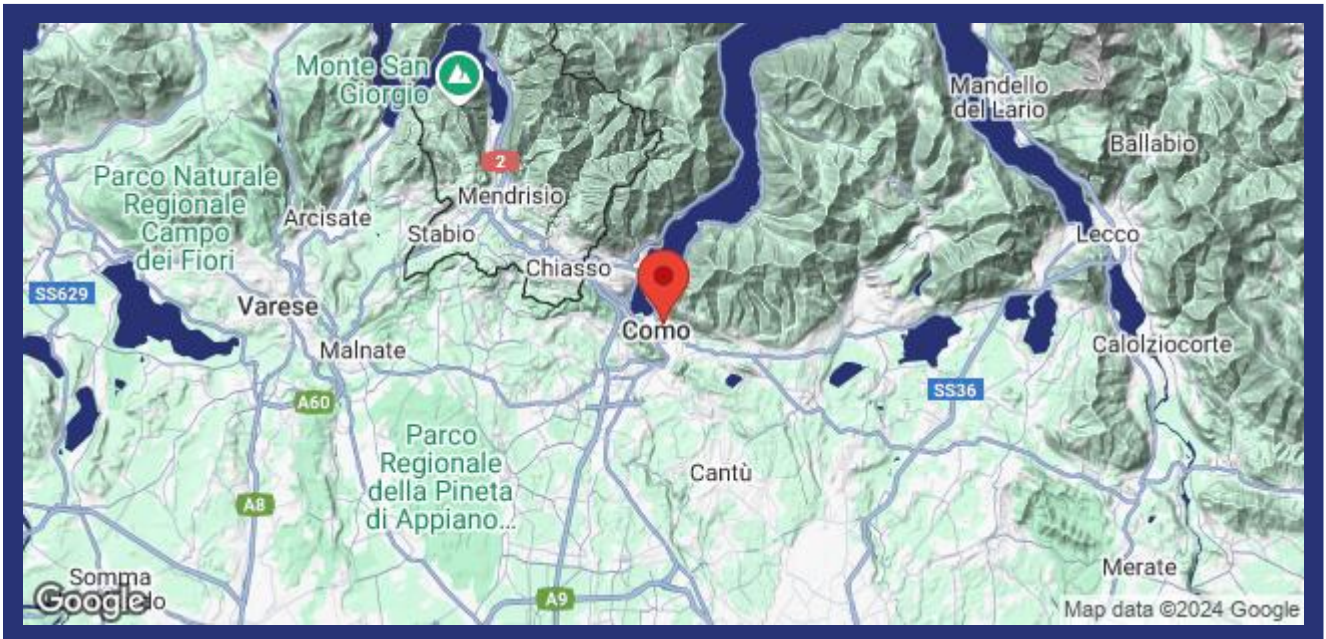 Monte San
Giorgio
Mandello
del Lario
Ballabio
2
Parco Naturale
Regionale
Campo
dei Fiori
Mendrisio
Arcisate
Stabio
Lecco
Chiasso
SS629
Varese
Como
Malnate
Calolziocorte
SS36
A60
Parco
Regionale
della Pineta
di Appiano...
Cantù
A8
Merate
Somma
do
A9
Google
Map data ©2024 Google